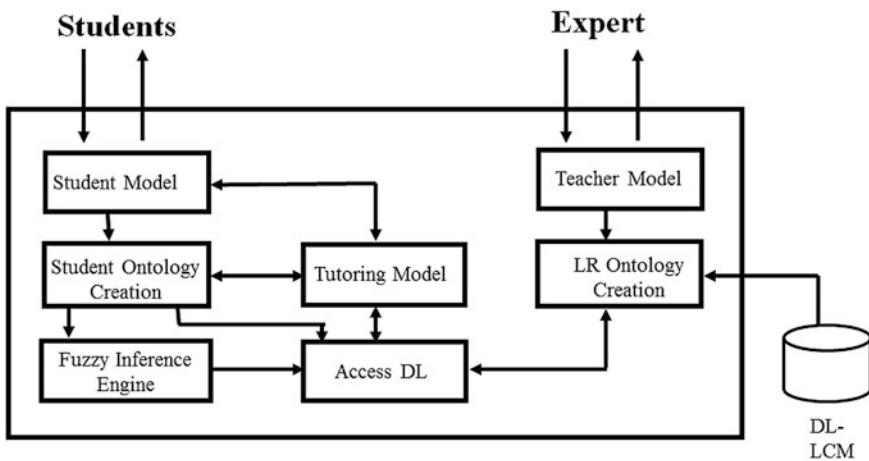 Students
Expert
Student Model
Teacher Model
Student Ontology
Creation
Tutoring Model
LR Ontology
Creation
Fuzzy Inference
Engine
Access DL
DL-
LCM